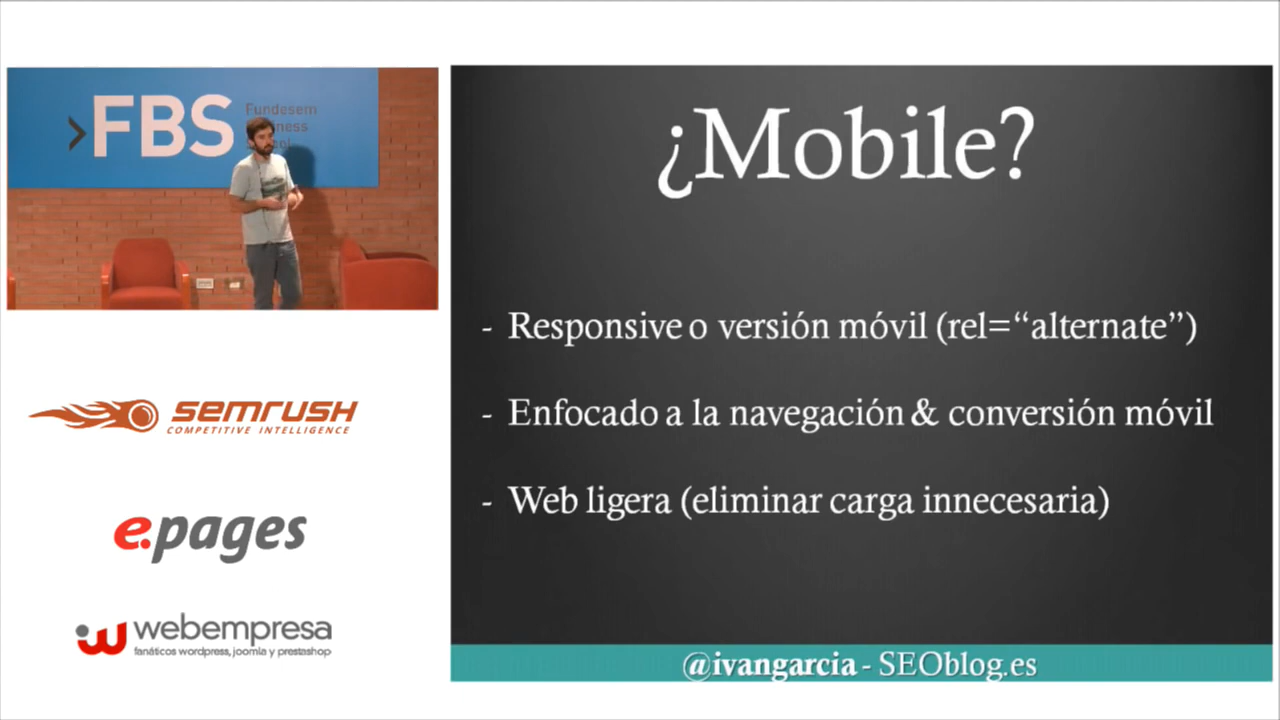 FBS
Fundesem
¿Mobile?
- Responsive o versión móvil (rel=“alternate”)
- Enfocado a la navegación & conversión móvil
- Web ligera (eliminar carga innecesaria)
@ivangarcia - SEOblog.es
semrush
COMPETITIVE INTELLIGENCE
e.pages
webempresa
fanáticos wordpress, joomla y prestashop